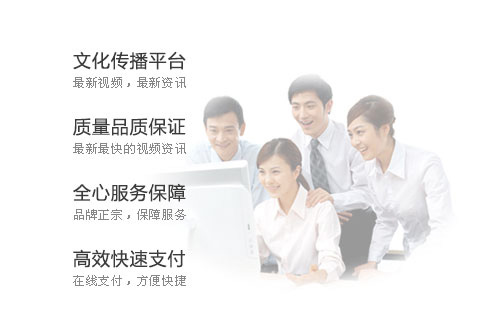 文化传播平台
最新视频，最新资讯
质量品质保证
最新最快的视频资讯
全心服务保障
品牌正宗，保障服务
高效快速支付
在线支付，方便快捷